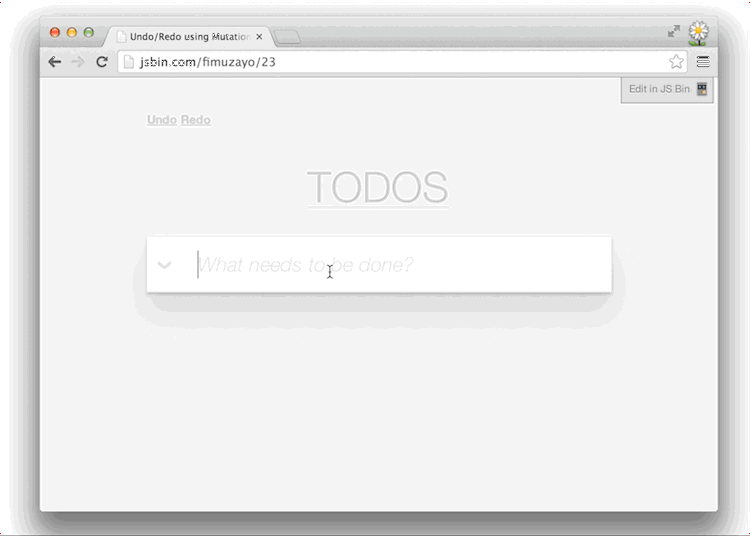 Undo/Redo using Mutation
jsbin.com/fimuzayo/23
Edit in JS Bin
Undo Redo
TODOS
What needs to be done?